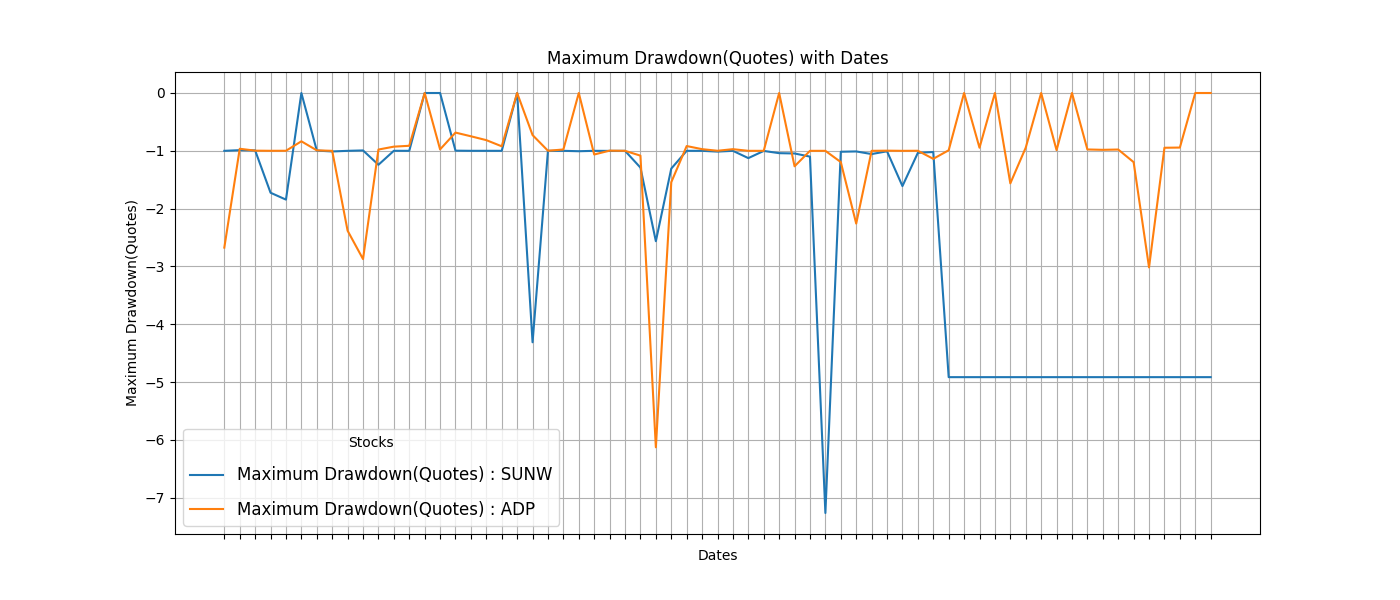 Maximum Drawdown(Quotes) with Dates
Maximum Drawdown(Quotes)
0
−1
−2
−3
−4
−5
−6
−7
Stocks
Maximum Drawdown(Quotes) : SUNW
Maximum Drawdown(Quotes) : ADP
Dates